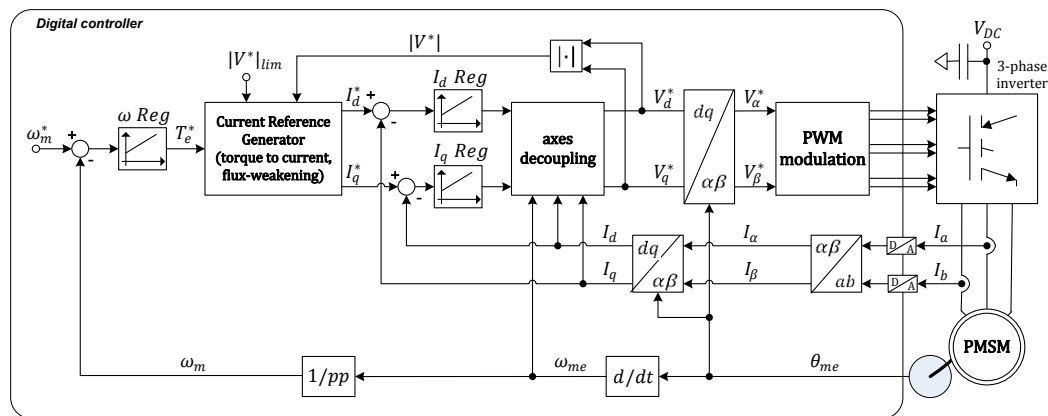 Digital controller
V_DC
|V*|
|V*|_lim
|·|
3-phase
inverter
I_d Reg
I_d^*
V_d^*
dq
V_α^*
+
-
ω Reg
ω_m^*
+
-
T_e^*
Current Reference
Generator
(torque to current,
flux-weakening)
axes
decoupling
PWM
modulation
I_q Reg
I_q^*
+
-
V_q^*
αβ
V_β^*
I_d
dq
I_α
αβ
D
A
I_a
I_q
αβ
I_β
ab
D
A
I_b
PMSM
ω_m
1/pp
ω_me
d/dt
θ_me